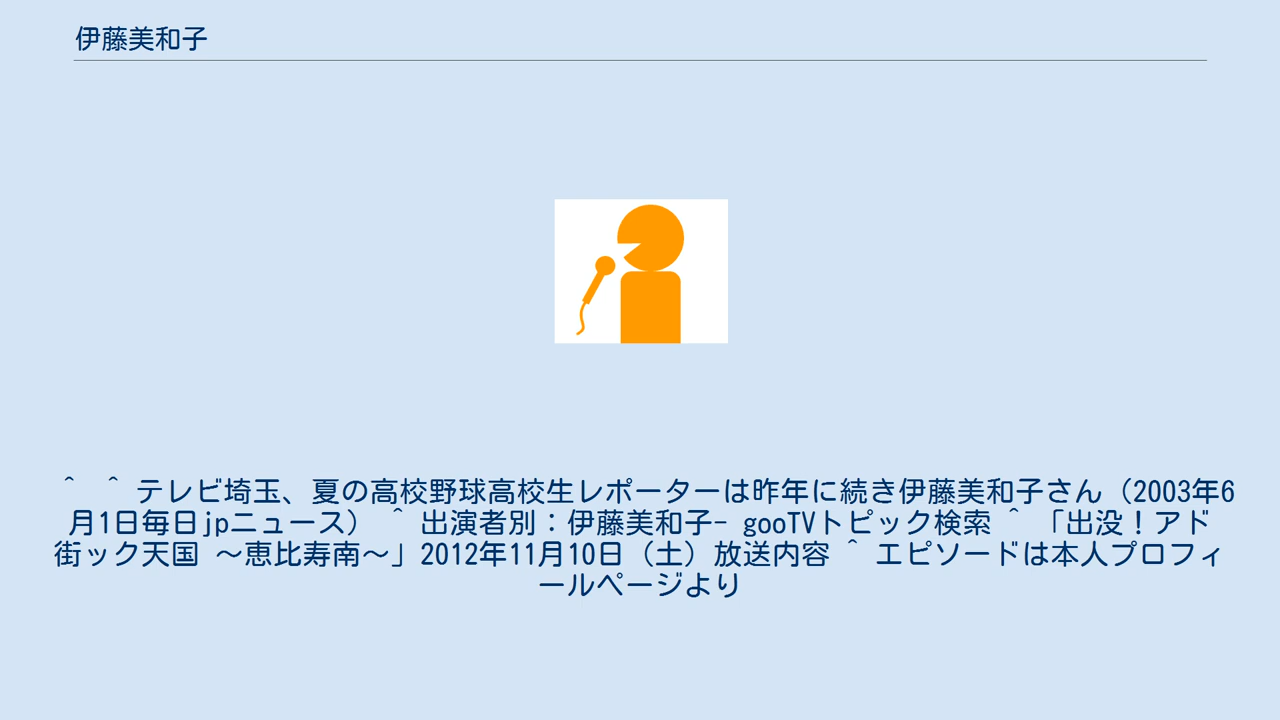 伊藤美和子
^ ^ テレビ埼玉、夏の高校野球高校生レポーターは昨年に続き伊藤美和子さん（2003年6
月1日毎日jpニュース） ^ 出演者別：伊藤美和子- gooTVトピック検索 ^ 「出没！アド
街ック天国 〜恵比寿南〜」2012年11月10日（土）放送内容 ^ エピソードは本人プロフィ
ールページより